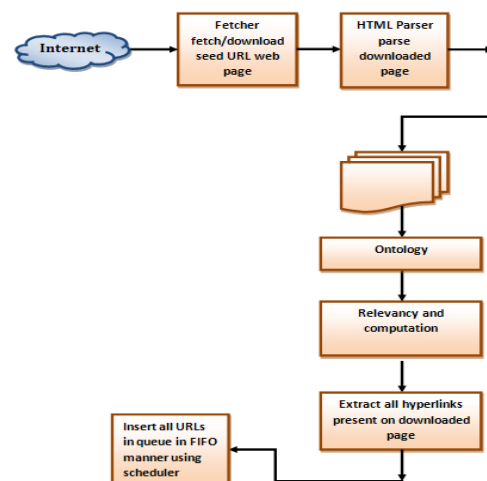 Internet
Fetcher
fetch/download
seed URL web
page
HTML Parser
parse
downloaded
page
Ontology
Relevancy and
computation
Extract all hyperlinks
present on downloaded
page
Insert all URLs
in queue in FIFO
manner using
scheduler